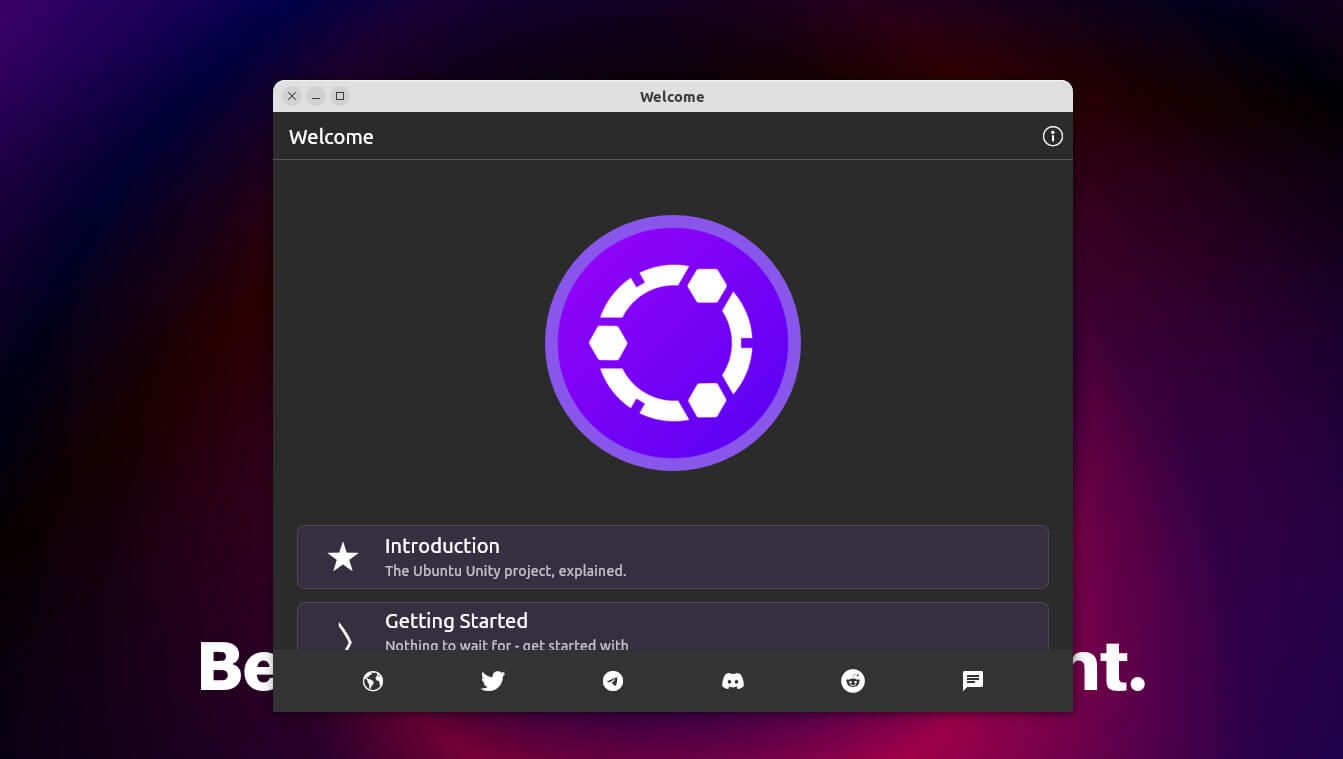 Welcome
Welcome
Introduction
The Ubuntu Unity project, explained.
Getting Started
Nothing to wait for - get started with
Be
nt.